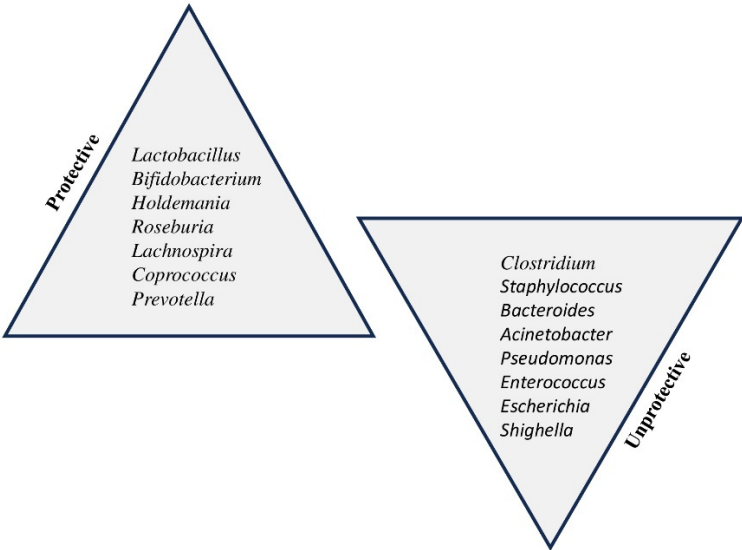 Protective
Lactobacillus
Bifidobacterium
Holdemania
Roseburia
Lachnospira
Coprococcus
Prevotella
Clostridium
Staphylococcus
Bacteroides
Acinetobacter
Pseudomonas
Enterococcus
Escherichia
Shighella
Unprotective